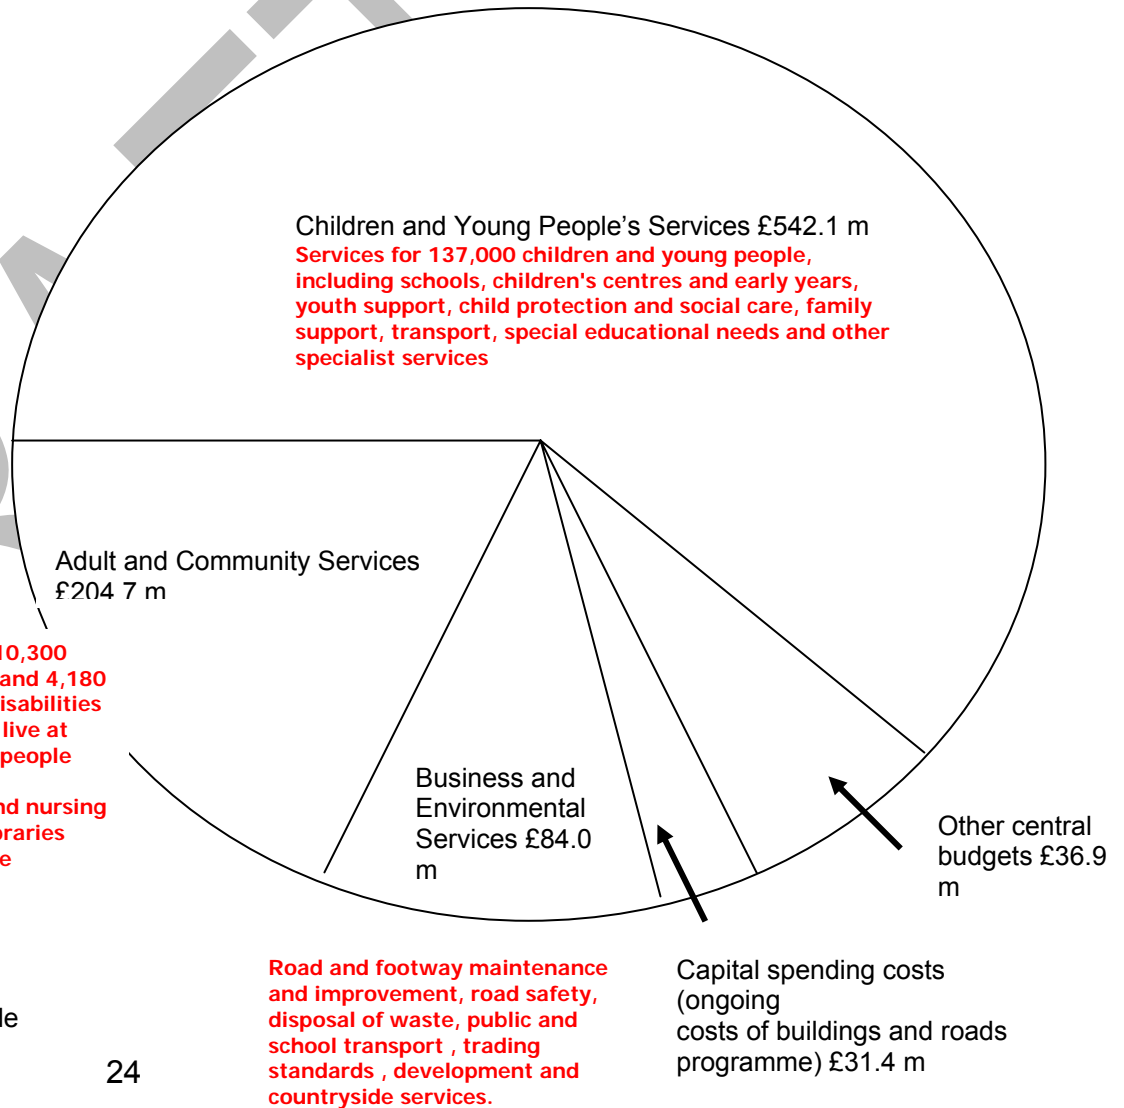 Children and Young People’s Services £542.1 m
Services for 137,000 children and young people,
including schools, children's centres and early years,
youth support, child protection and social care, family
support, transport, special educational needs and other
specialist services
Adult and Community Services
£204.7 m
10,300
and 4,180
live at
people
nursing
Business and
Environmental
Services £84.0
m
Other central
budgets £36.9
m
Road and footway maintenance
and improvement, road safety,
disposal of waste, public and
school transport , trading
standards , development and
countryside services.
Capital spending costs
(ongoing
costs of buildings and roads
programme) £31.4 m
24